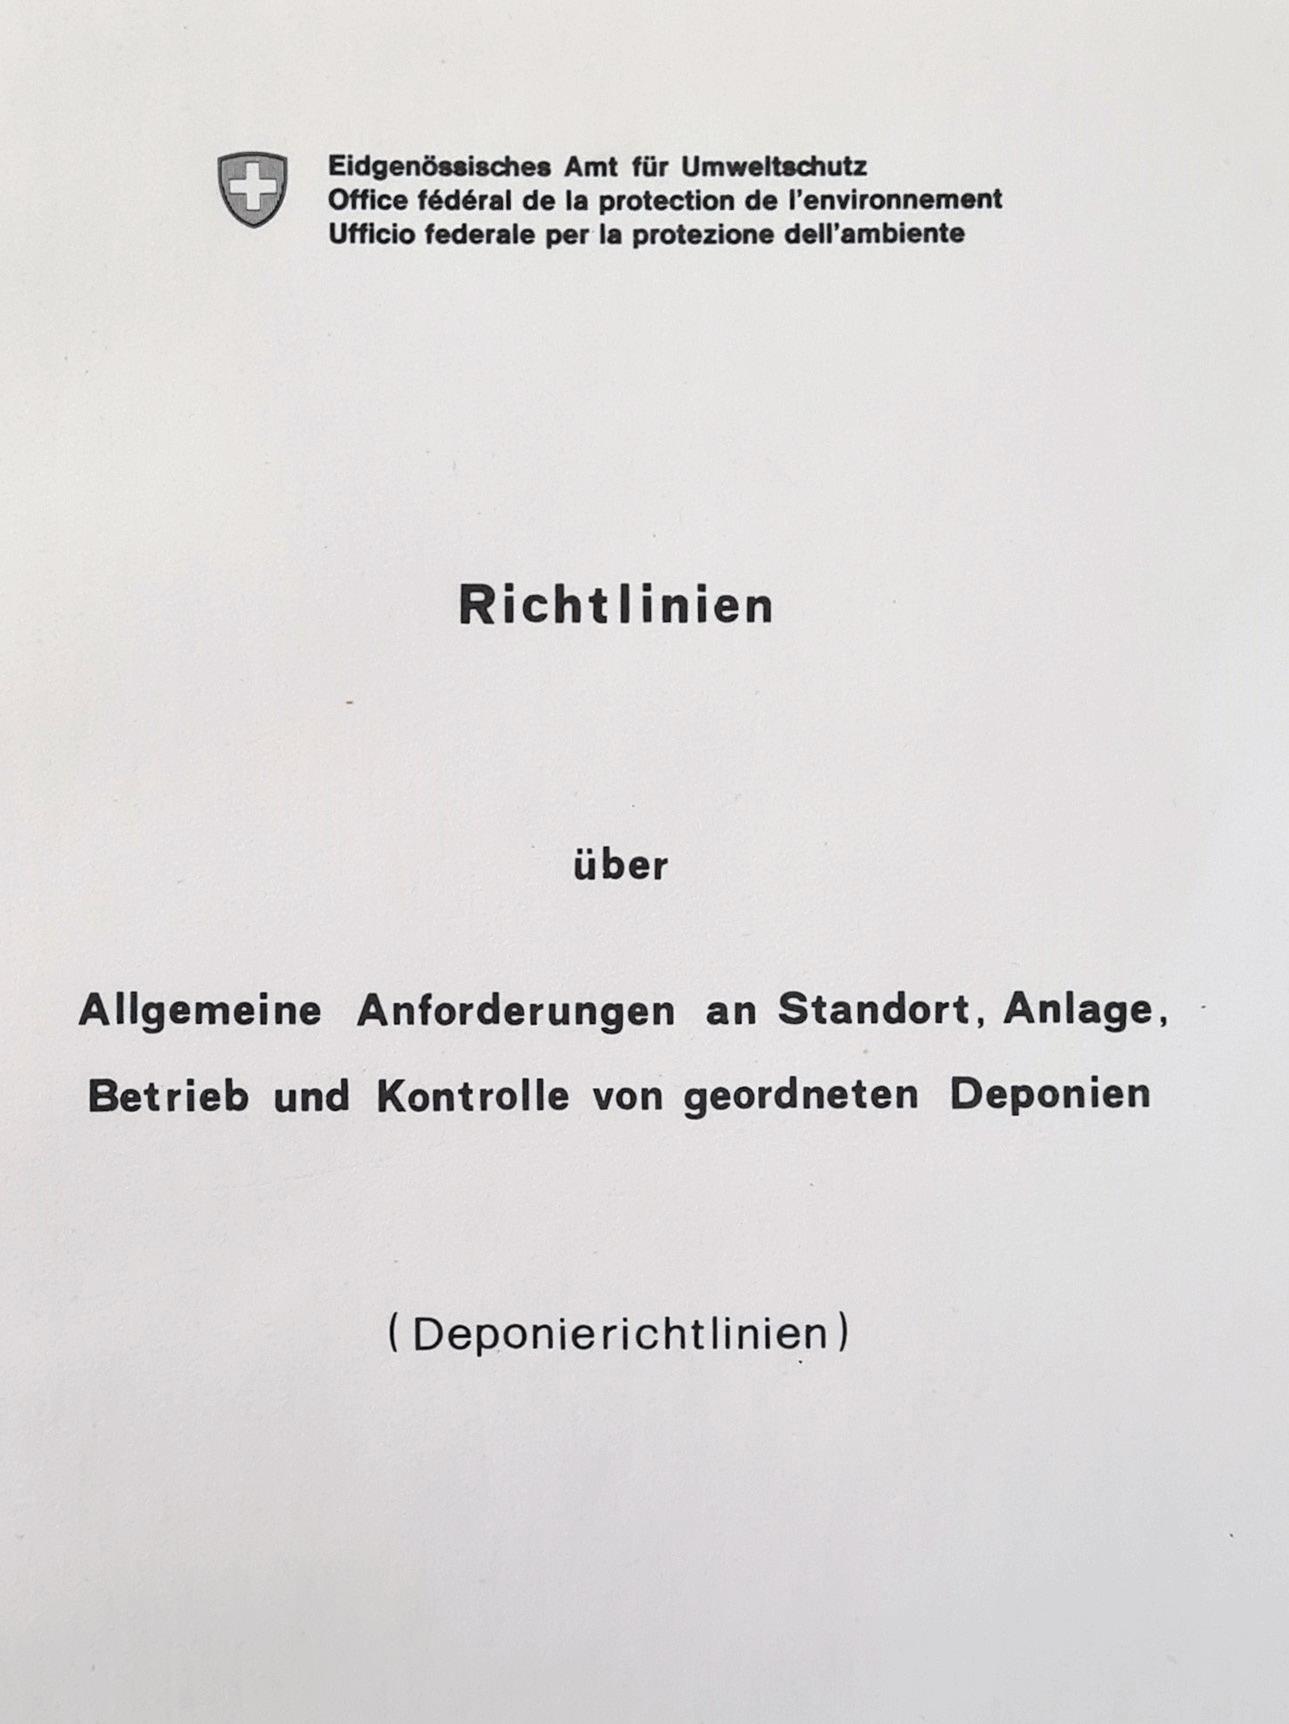 Eidgenössisches Amt für Umweltschutz
Office fédéral de la protection de l'environnement
Ufficio federale per la protezione dell'ambiente
Richtlinien
über
Allgemeine Anforderungen an Standort, Anlage,
Betrieb und Kontrolle von geordneten Deponien
(Deponierichtlinien)